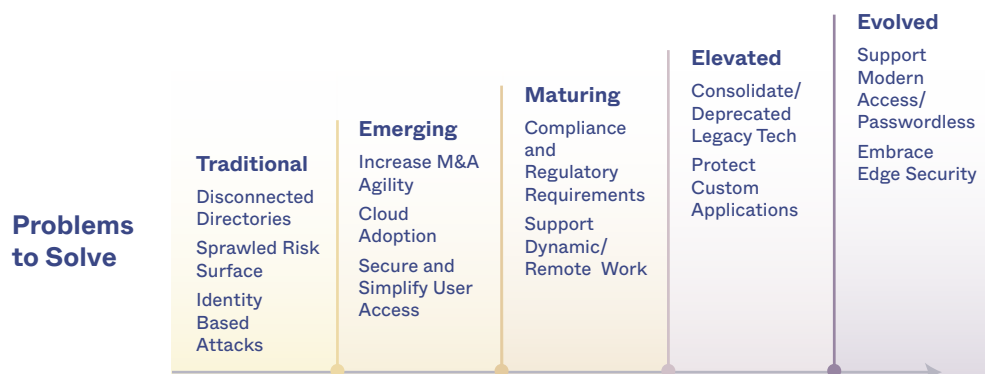 Problems
to Solve
Traditional
Disconnected
Directories
Sprawled Risk
Surface
Identity
Based
Attacks
Emerging
Increase M&A
Agility
Cloud
Adoption
Secure and
Simplify User
Access
Maturing
Compliance
and
Regulatory
Requirements
Support
Dynamic/
Remote Work
Elevated
Consolidate/
Deprecated
Legacy Tech
Protect
Custom
Applications
Evolved
Support
Modern
Access/
Passwordless
Embrace
Edge Security